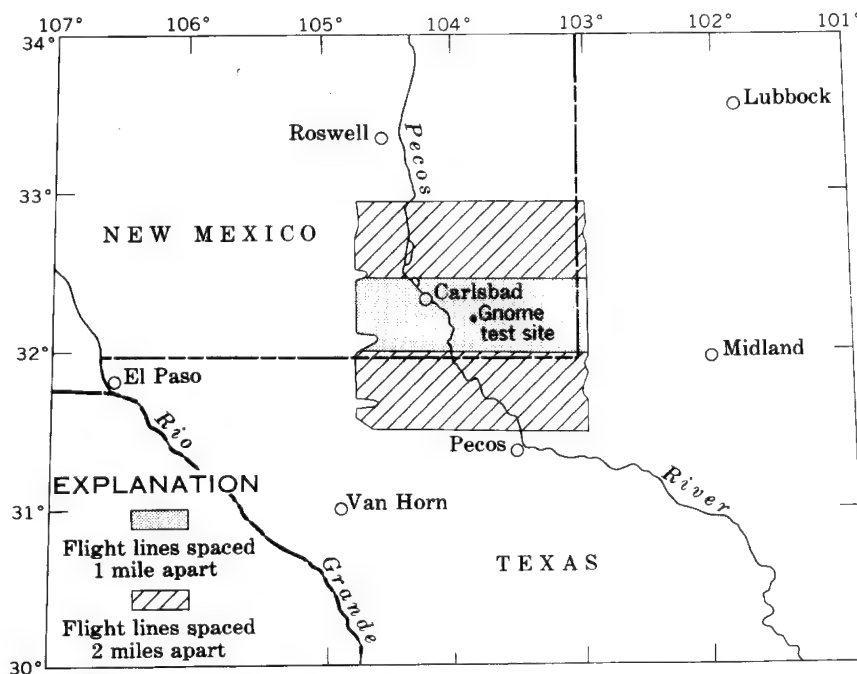 107° 106° 105° 104° 103° 102° 101°
34°
Lubbock
Roswell
Pecos
33°
NEW MEXICO
Carlsbad
Gnome
test site
32°
Midland
El Paso
Rio
Pecos
EXPLANATION
River
31°
Van Horn
Flight lines spaced
1 mile apart
TEXAS
Grande
Flight lines spaced
2 miles apart
30°